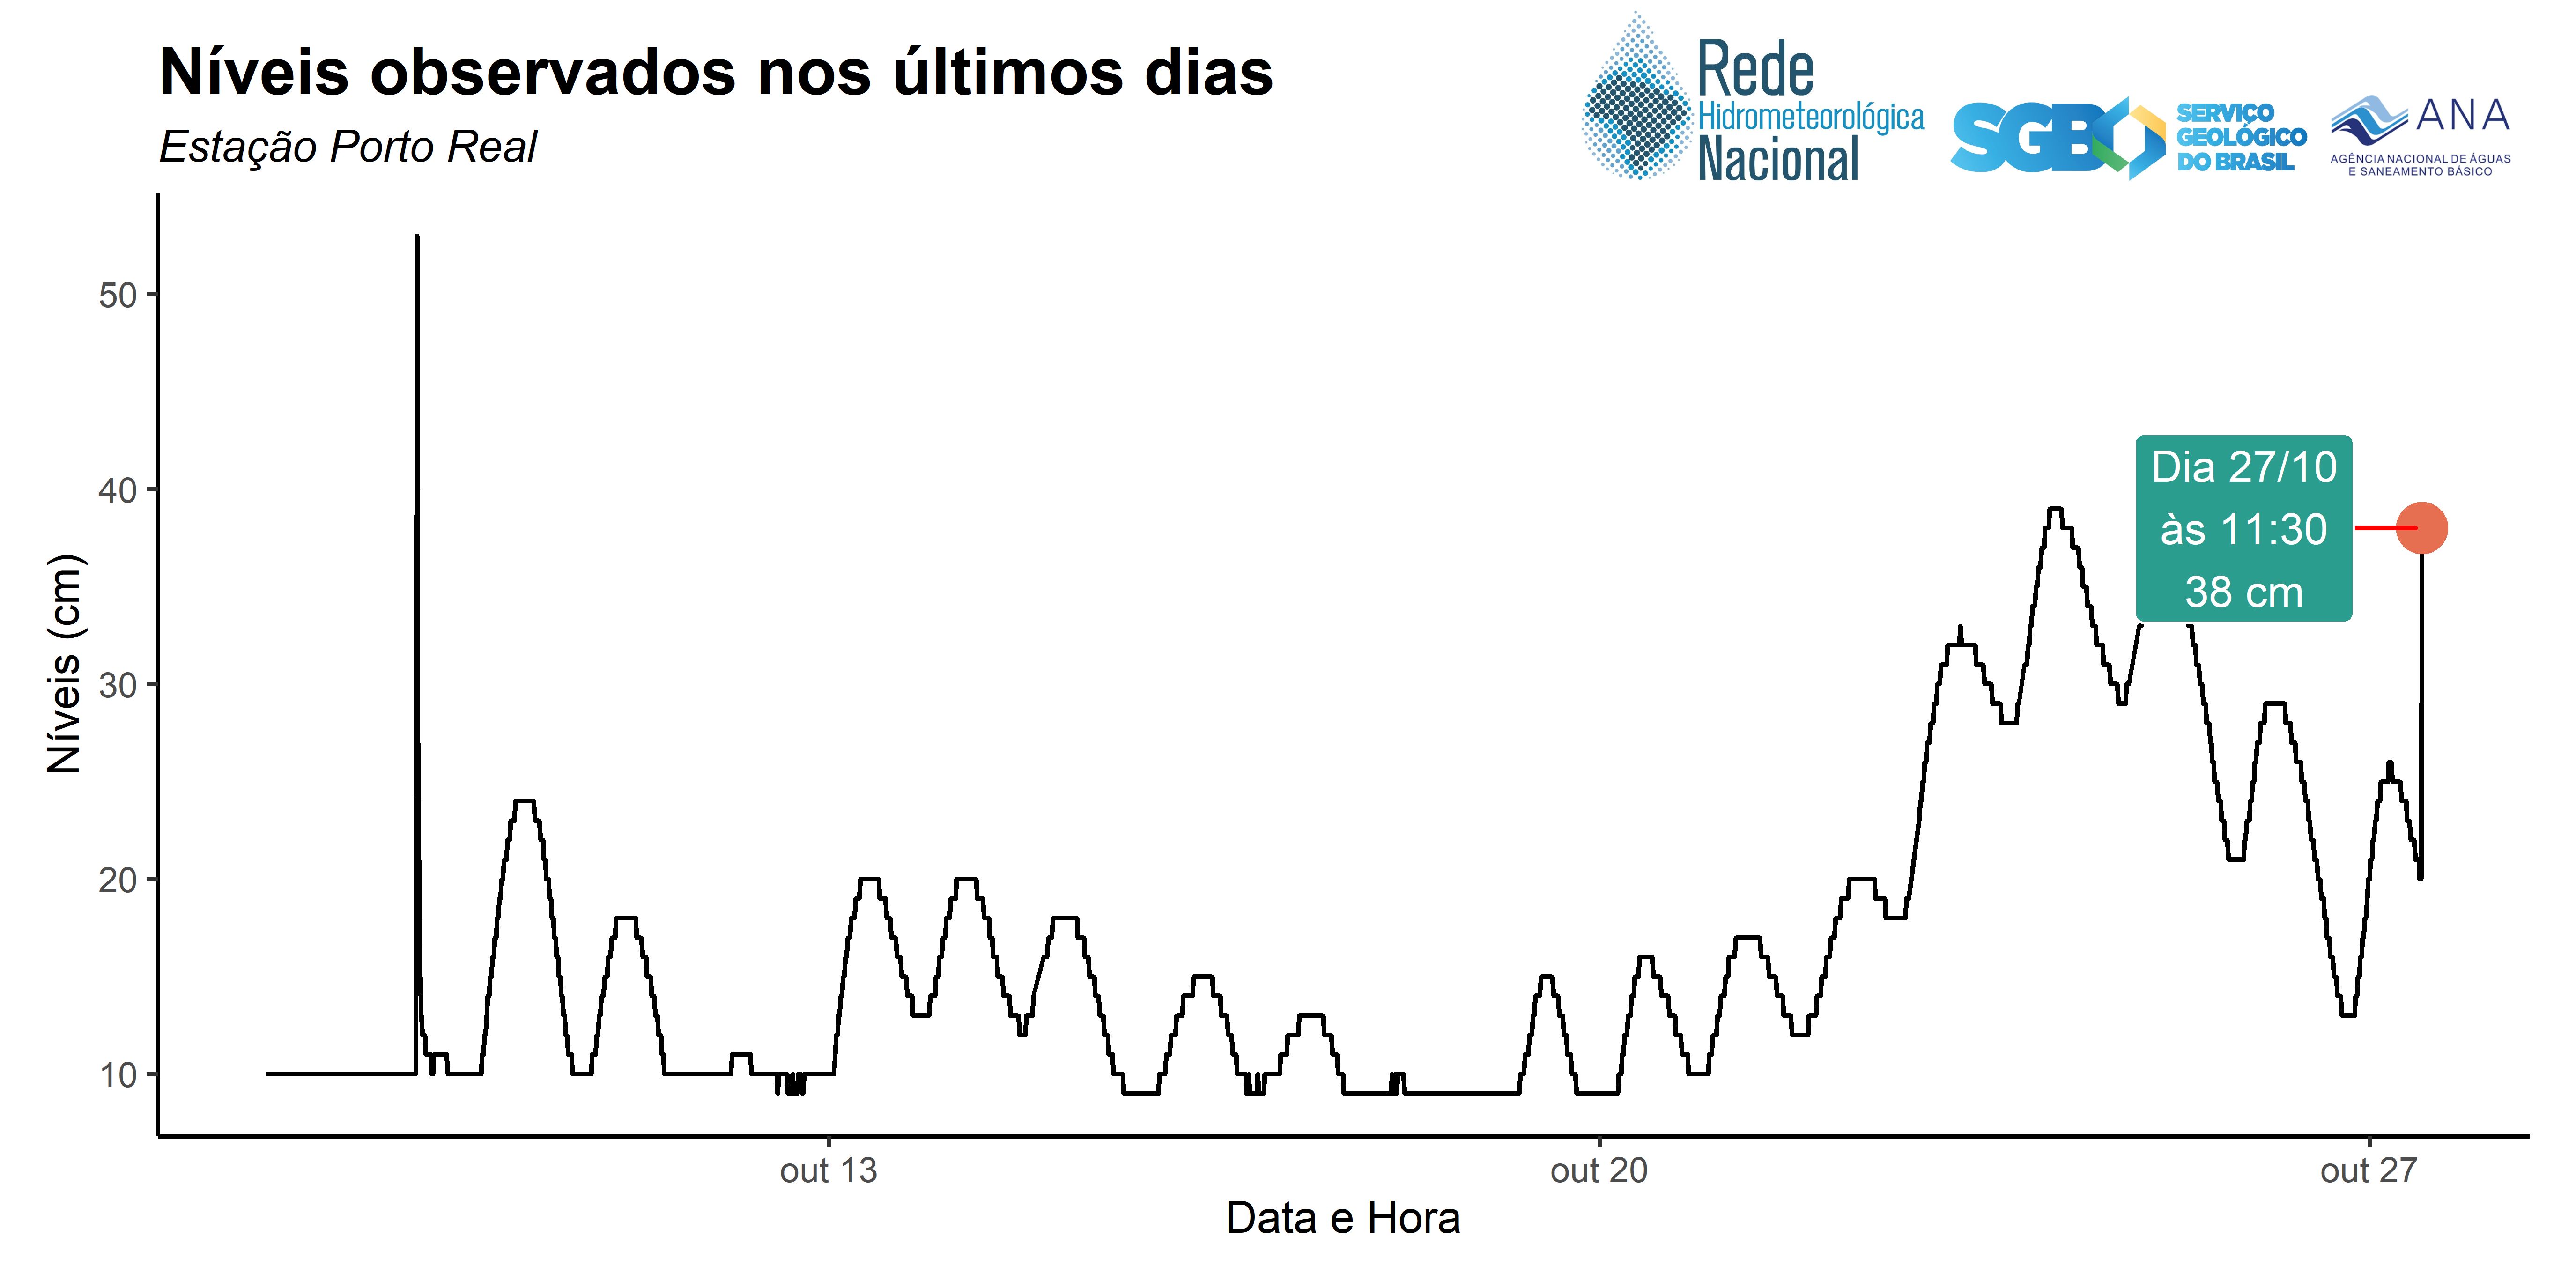 Níveis observados nos últimos dias
Estação Porto Real
Rede
Hidrometeorológica
Nacional
SGB
SERVIÇO
GEOLÓGICO
DO BRASIL
ANA
AGÊNCIA NACIONAL DE ÁGUAS
E SANEAMENTO BÁSICO
Níveis (cm)
50
40
30
20
10
Dia 27/10
às 11:30
38 cm
out 13
out 20
out 27
Data e Hora